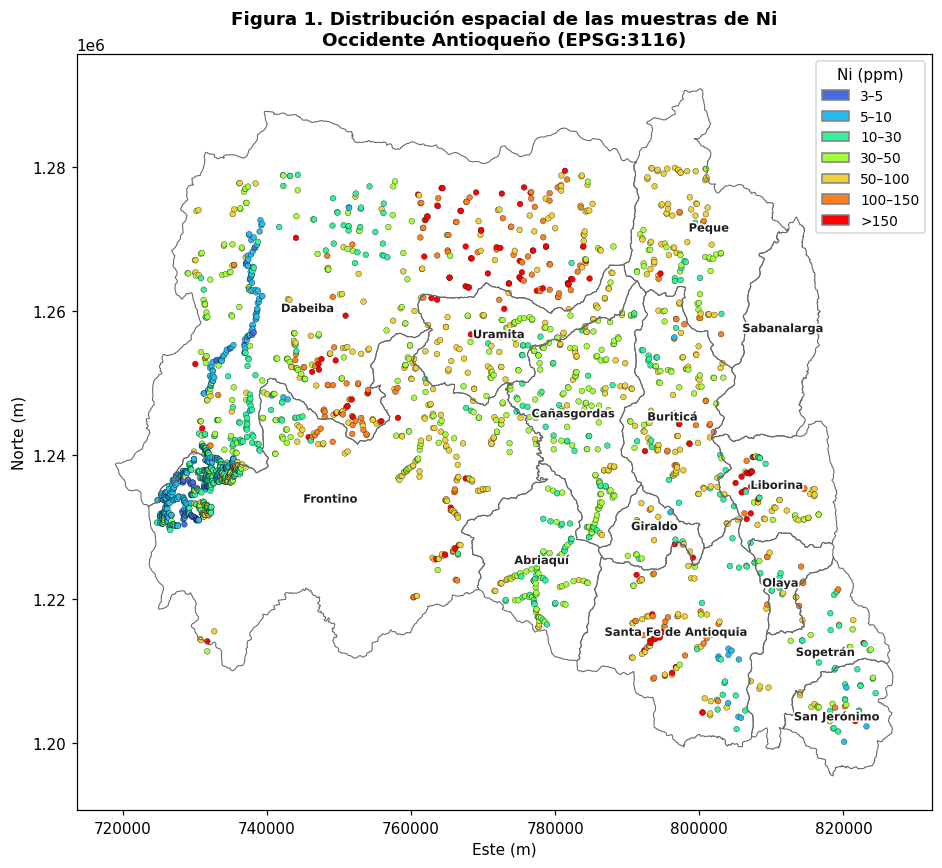 Figura 1. Distribución espacial de las muestras de Ni
Occidente Antioqueño (EPSG:3116)
1e6
Ni (ppm)
3–5
5–10
10–30
30–50
50–100
100–150
>150
1.28
1.26
1.24
1.22
1.20
Norte (m)
Peque
Sabanalarga
Dabeiba
Uramita
Cañasgordas
Buriticá
Liborina
Frontino
Giraldo
Abriaquí
Olaya
Santa Fe de Antioquia
Sopetrán
San Jerónimo
720000
740000
760000
780000
800000
820000
Este (m)